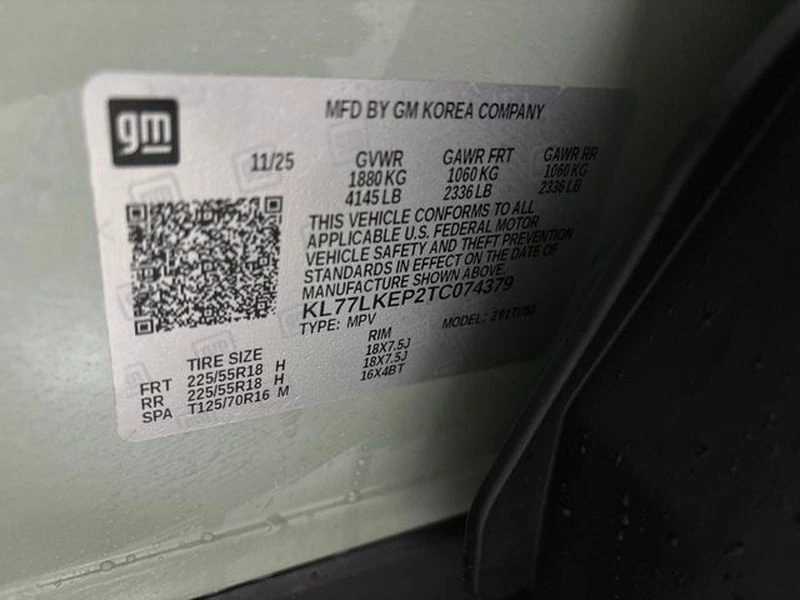 gm
MFD BY GM KOREA COMPANY
11/25 GVWR GAWR FRT GAWR RR
1880 KG 1060 KG 1060 KG
4145 LB 2336 LB 2336 LB
THIS VEHICLE CONFORMS TO ALL
APPLICABLE U.S. FEDERAL MOTOR
VEHICLE SAFETY AND THEFT PREVENTION
STANDARDS IN EFFECT ON THE DATE OF
MANUFACTURE SHOWN ABOVE.
KL77LKEP2TC074379
TYPE: MPV MODEL:
TIRE SIZE RIM
FRT 225/55R18 H 18X7.5J
RR 225/55R18 H 18X7.5J
SPA T125/70R16 M 16X4BT